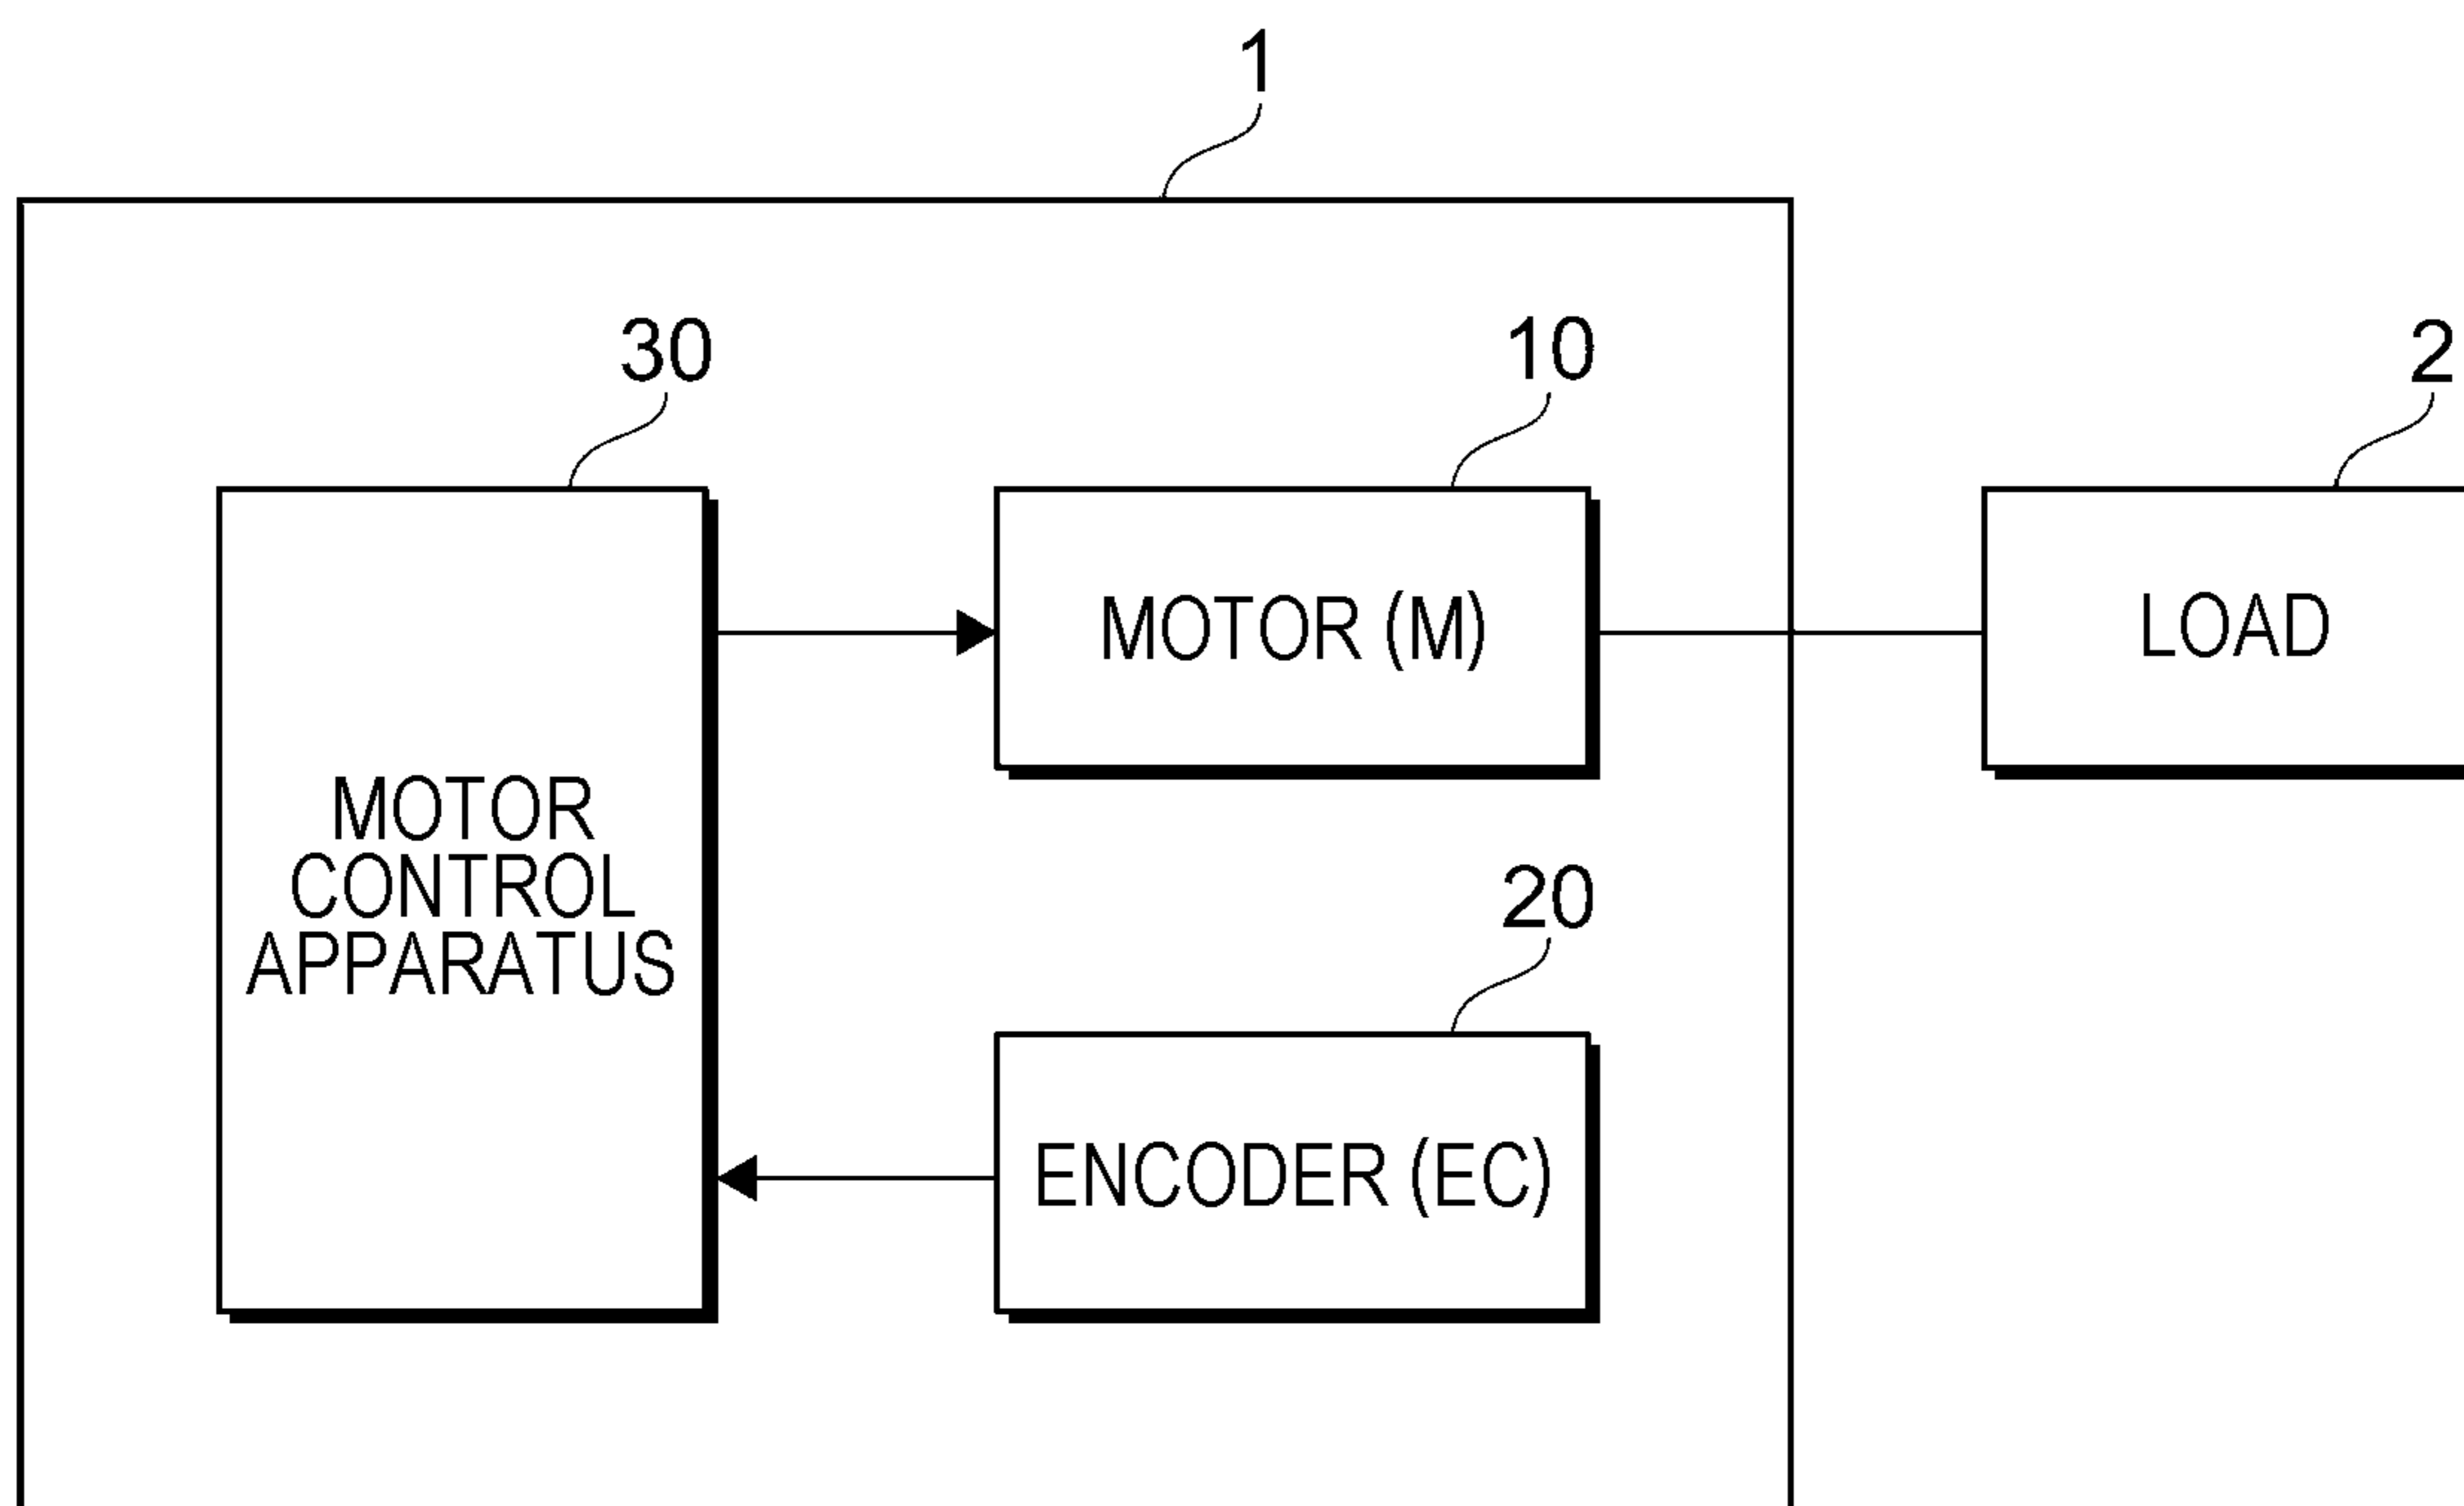 1
30
10
2
MOTOR (M)
LOAD
MOTOR
CONTROL
APPARATUS
20
ENCODER (EC)